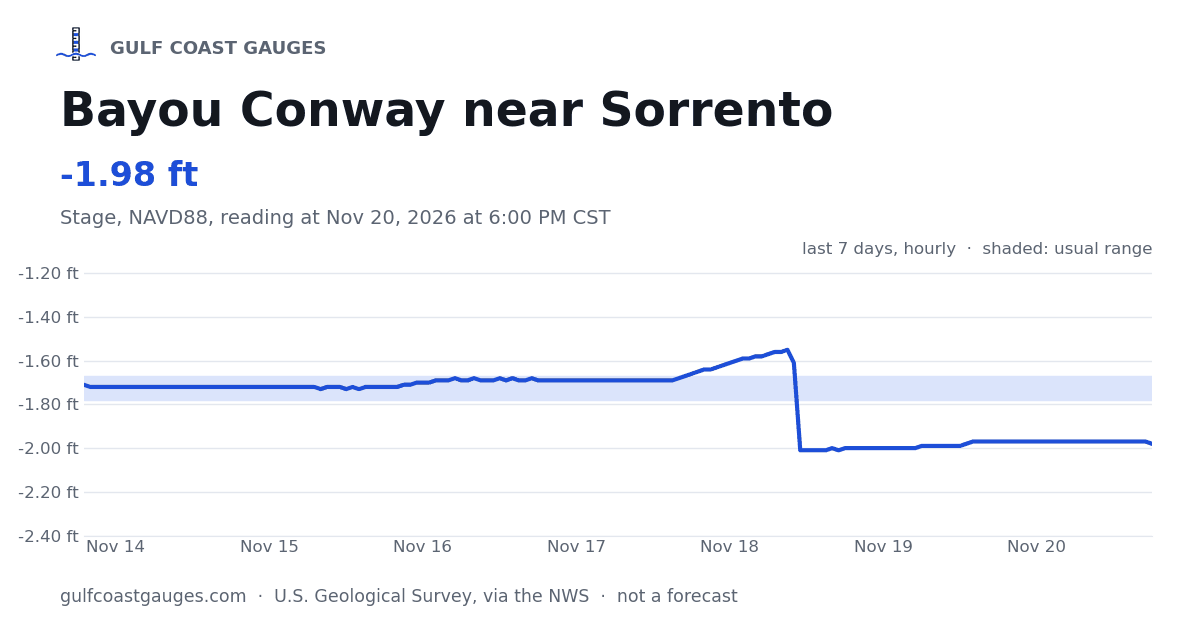 GULF COAST GAUGES
Bayou Conway near Sorrento
-1.98 ft
Stage, NAVD88, reading at Nov 20, 2026 at 6:00 PM CST
last 7 days, hourly · shaded: usual range
-1.20 ft
-1.40 ft
-1.60 ft
-1.80 ft
-2.00 ft
-2.20 ft
-2.40 ft
Nov 14 Nov 15 Nov 16 Nov 17 Nov 18 Nov 19 Nov 20
gulfcoastgauges.com · U.S. Geological Survey, via the NWS · not a forecast